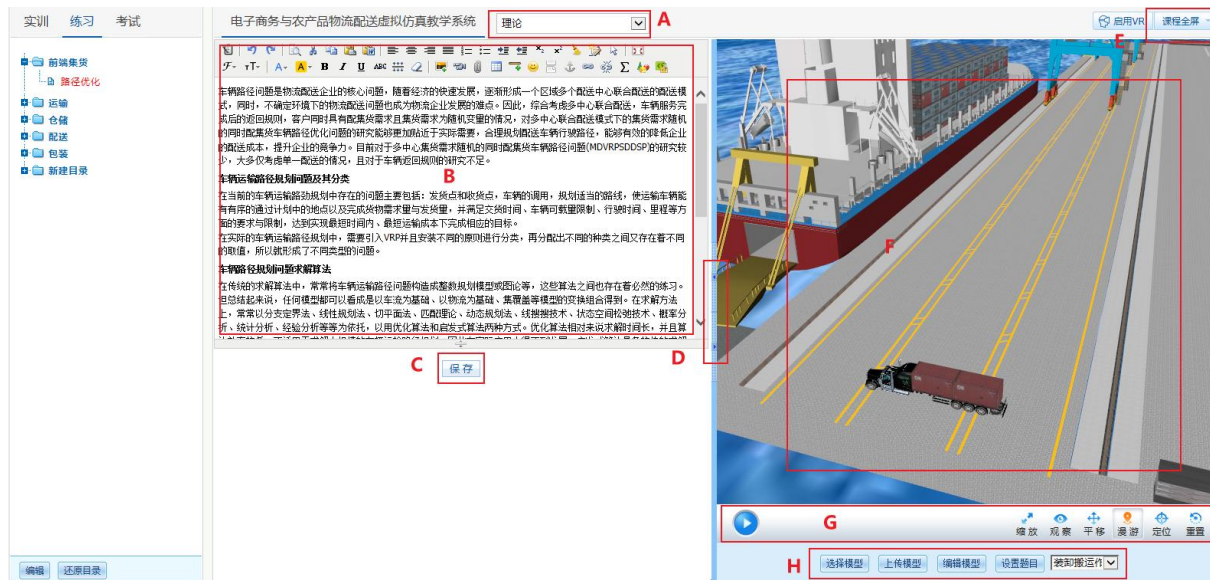 实训 练习 考试
电子商务与农产品物流配送虚拟仿真教学系统
理论
A
启用VR
课程全屏
E
前端集货
路径优化
运输
仓储
配送
包装
新建目录
车辆路径问题是物流配送企业的核心问题，随着经济的快速发展，逐渐形成一个区域多个配送中心联合配送的配送模
式，同时，不确定环境下的物流配送问题也成为物流企业发展的难点。因此，综合考虑多中心联合配送，车辆服务完
成后的返回规则，客户同时具有配集货需求且集货需求为随机变量的情况，对多中心联合配送模式下的集货需求随机
的同时配集货车辆路径优化问题的研究能够更加贴近于实际需要，合理规划配送车辆行驶路径，能够有效的降低企业
的配送成本，提升企业的竞争力。目前对于多中心集货需求随机的同时配集货车辆路径问题(MDVRPSDDSP)的研究较
少，大多仅考虑单一配送的情况，且对于车辆返回规则的研究不足。
B
车辆运输路径规划问题及其分类
在当前的车辆运输路劲规划中存在的问题主要包括：发货点和收货点，车辆的调用，规划适当的路线，使运输车辆能
有有序的通过计划中的地点以及完成货物需求量与发货量，并满足交货时间、车辆可载量限制、行驶时间、里程等方
面的要求与限制，达到实现最短时间内、最短运输成本下完成相应的目标。
在实际的车辆运输路径规划中，需要引入VRP并且安装不同的原则进行分类，再分配出不同的种类之间又存在着不同
的取值，所以就形成了不同类型的问题。
车辆路径规划问题求解算法
在传统的求解算法中，常常将车辆运输路径问题构造成整数规划模型或图论等，这些算法之间也存在着必然的练习。
但总结起来说，任何模型都可以看成是以车流为基础、以物流为基础、集覆盖等模型的变换组合得到。在求解方法
上，常常以分支定界法、线性规划法、切平面法、匹配理论、动态规划法、线搜搜技术、状态空间松弛技术、概率分
析、统计分析、经验分析等等为依托，以用优化算法和启发式算法两种方式。优化算法相对来说求解时间长，并且算
C
保存
D
F
G
缩放 观察 平移 漫游 定位 重置
H
选择模型 上传模型 编辑模型 设置题目 装卸搬运作
编辑 还原目录